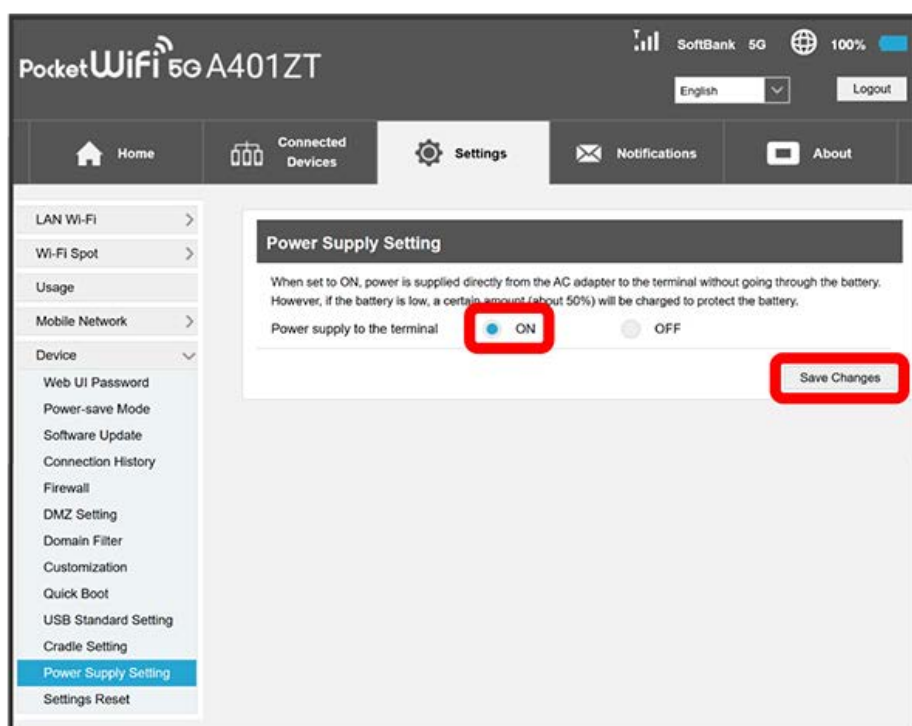 SoftBank 5G 100%
Pocket WiFi 5G A401ZT
English Logout
Home
Connected
Devices
Settings
Notifications
About
LAN Wi-Fi
Wi-Fi Spot
Usage
Mobile Network
Device
Web UI Password
Power-save Mode
Software Update
Connection History
Firewall
DMZ Setting
Domain Filter
Customization
Quick Boot
USB Standard Setting
Cradle Setting
Power Supply Setting
Settings Reset
Power Supply Setting
When set to ON, power is supplied directly from the AC adapter to the terminal without going through the battery.
However, if the battery is low, a certain amount (about 50%) will be charged to protect the battery.
Power supply to the terminal ON OFF
Save Changes